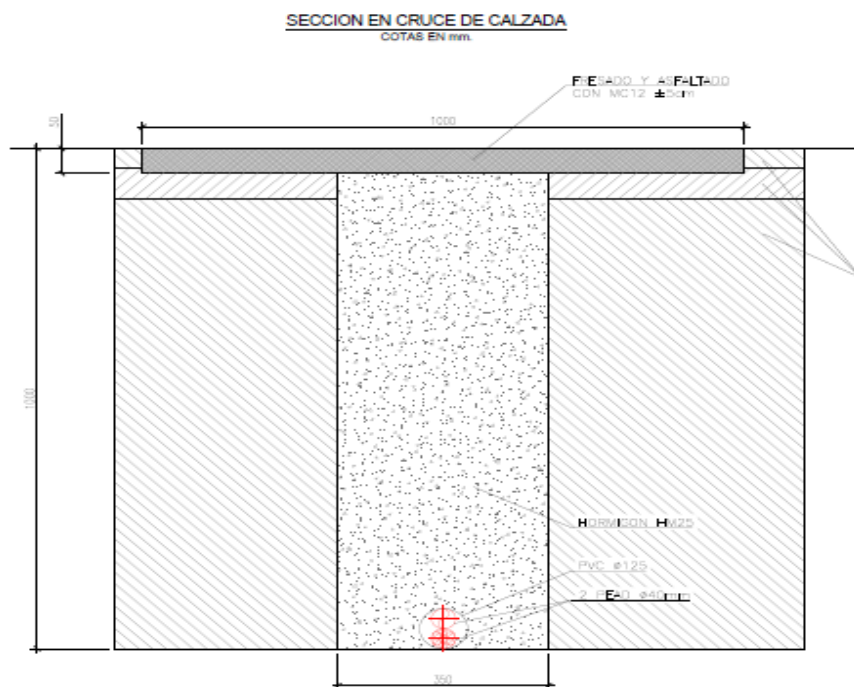 SECCION EN CRUCE DE CALZADA
COTAS EN mm.
FRESADO Y ASFALTADO
CON MC12 ±5cm
50
1000
1000
HORMIGON HM25
PVC ø125
2 PEAD ø40mm
350